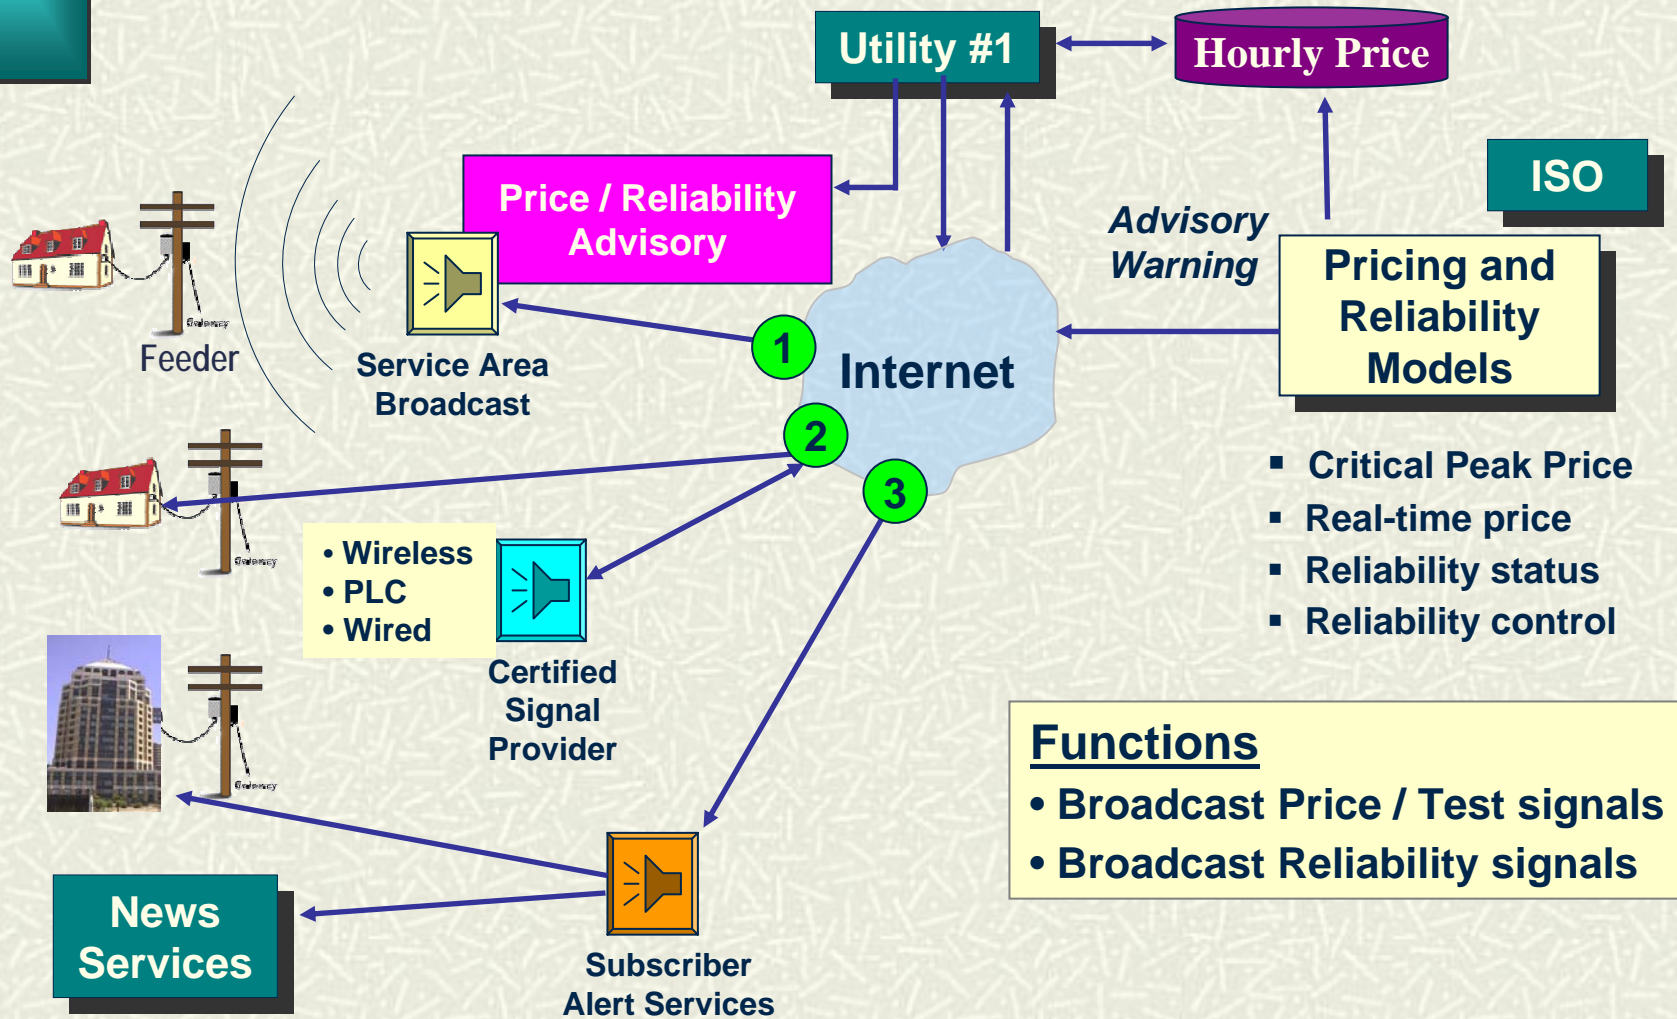 Utility #1
Hourly Price
ISO
Price / Reliability
Advisory
Advisory
Warning
Pricing and
Reliability
Models
Feeder
Service Area
Broadcast
1
Internet
2
3
• Wireless
• PLC
• Wired
Certified
Signal
Provider
▪ Critical Peak Price
▪ Real-time price
▪ Reliability status
▪ Reliability control
Functions
• Broadcast Price / Test signals
• Broadcast Reliability signals
News
Services
Subscriber
Alert Services